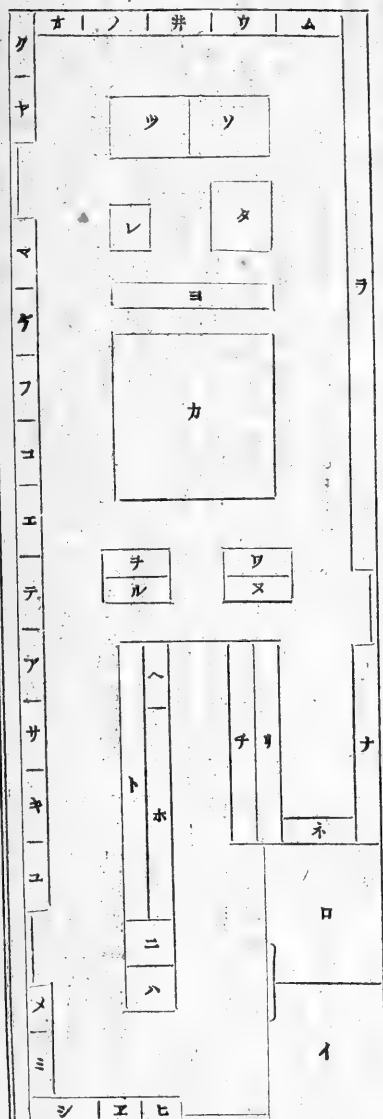 オ ノ 井 ウ ム
ク
ヤ
ツ ソ
レ タ
マ
ヨ
ラ
ケ
フ
カ
コ
エ
ヲ ワ
テ
ル ヌ
ア
ヘ
サ
ト チ リ ナ
キ
ホ
ネ
ユ
ロ
ニ
ハ
メ
ミ
イ
シ ヱ ヒ